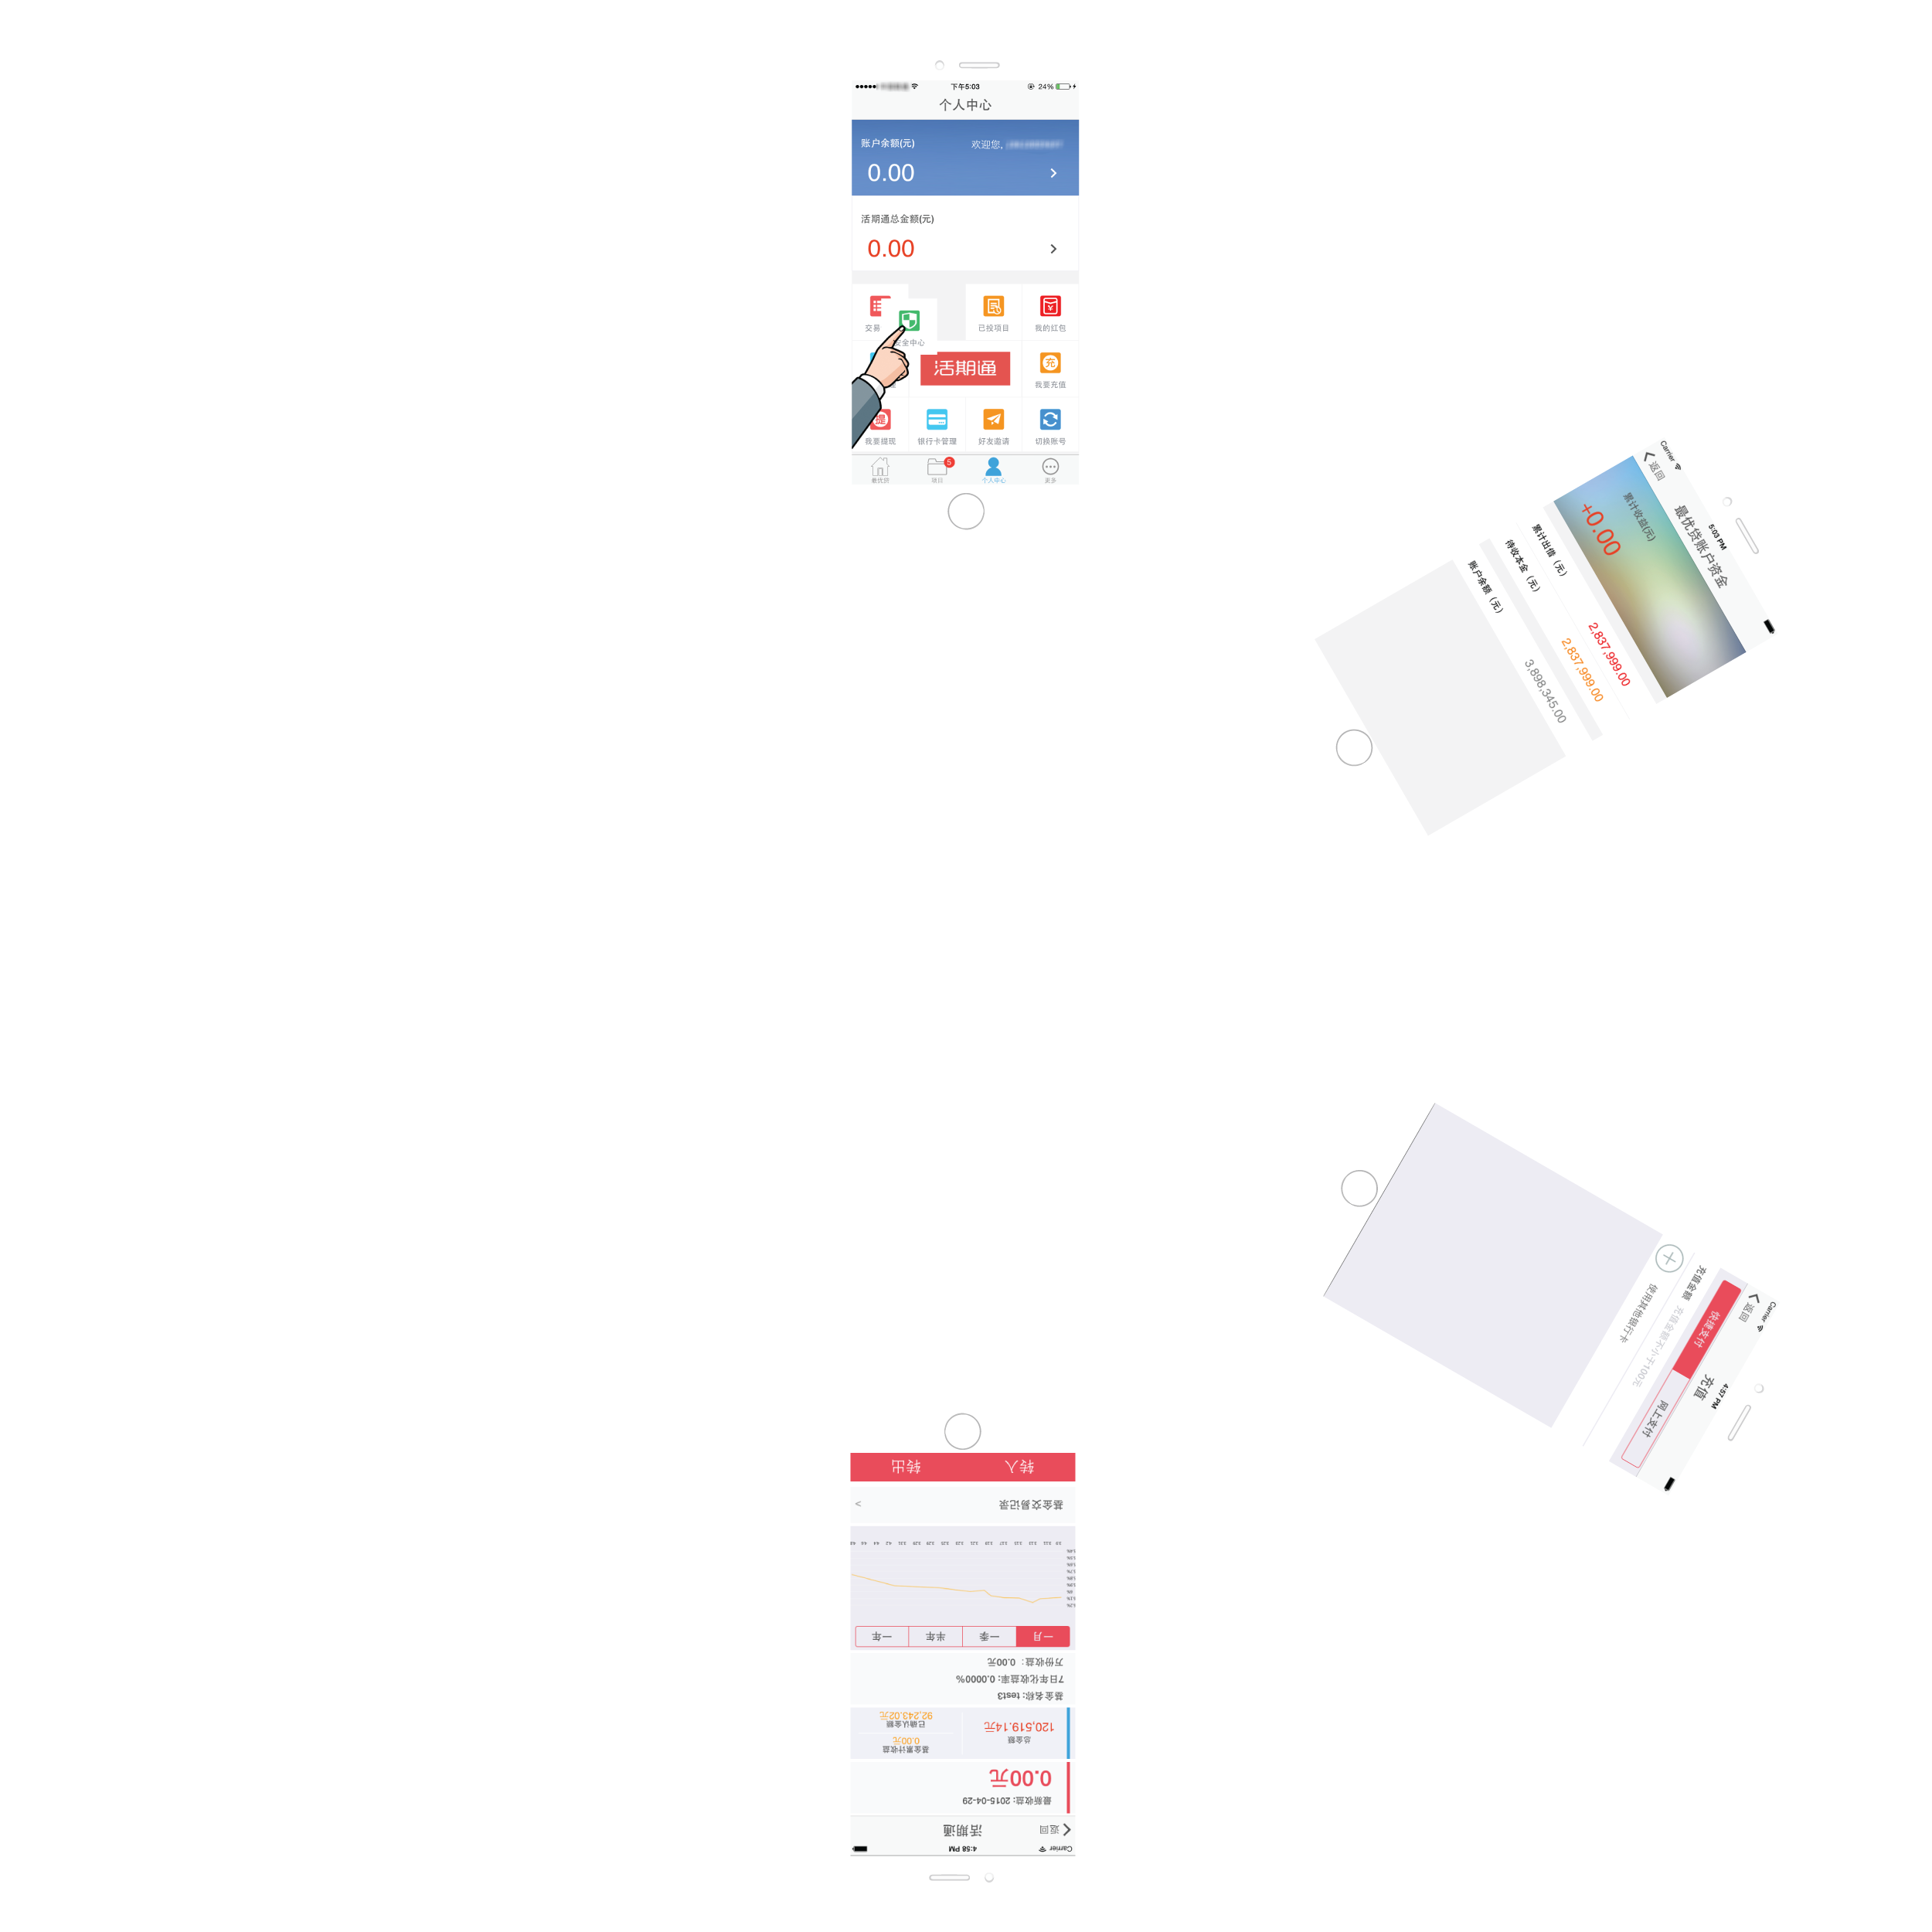 下午5:03
24%
个人中心
账户余额(元)
欢迎您,
0.00
活期通总金额(元)
0.00
交易
安全中心
已投项目
我的红包
活期通
充
我要充值
提
我要提现
银行卡管理
好友邀请
切换账号
最优贷
项目
5
个人中心
更多
Carrier
5:03 PM
返回
最优贷账户资金
累计收益(元)
+0.00
累计出借（元）
2,837,999.00
待收本金（元）
2,837,999.00
账户余额（元）
3,898,345.00
Carrier
4:57 PM
返回
充值
快捷支付
网上支付
充值金额
充值金额不小于100元
使用其他银行卡
Carrier
4:58 PM
返回
活期通
最新收益: 2015-04-29
0.00元
总金额
120,519.14元
基金累计收益
0.00元
已确认金额
92,243.02元
基金名称: test3
7日年化收益率: 0.0000%
万份收益: 0.00元
一月
一季
半年
一年
基金交易记录
>
转入
转出